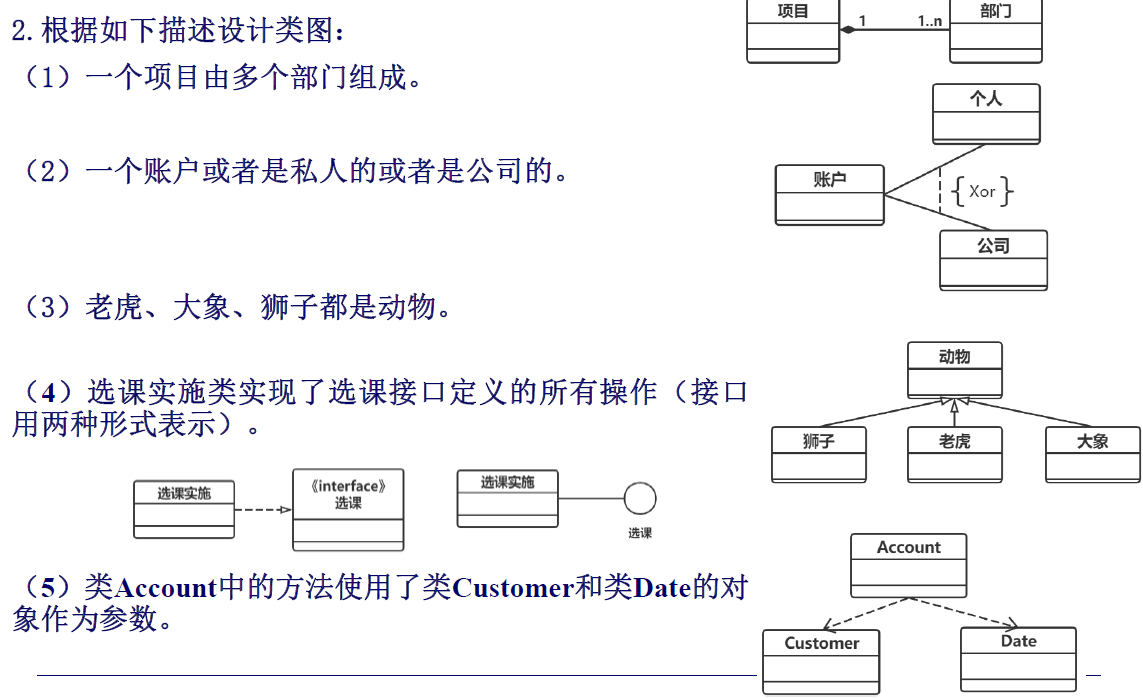 2.根据如下描述设计类图：
（1）一个项目由多个部门组成。
项目
1
1..n
部门
（2）一个账户或者是私人的或者是公司的。
个人
账户
{Xor}
公司
（3）老虎、大象、狮子都是动物。
动物
狮子
老虎
大象
（4）选课实施类实现了选课接口定义的所有操作（接口
用两种形式表示）。
选课实施
《interface》
选课
选课实施
选课
（5）类Account中的方法使用了类Customer和类Date的对
象作为参数。
Account
Customer
Date